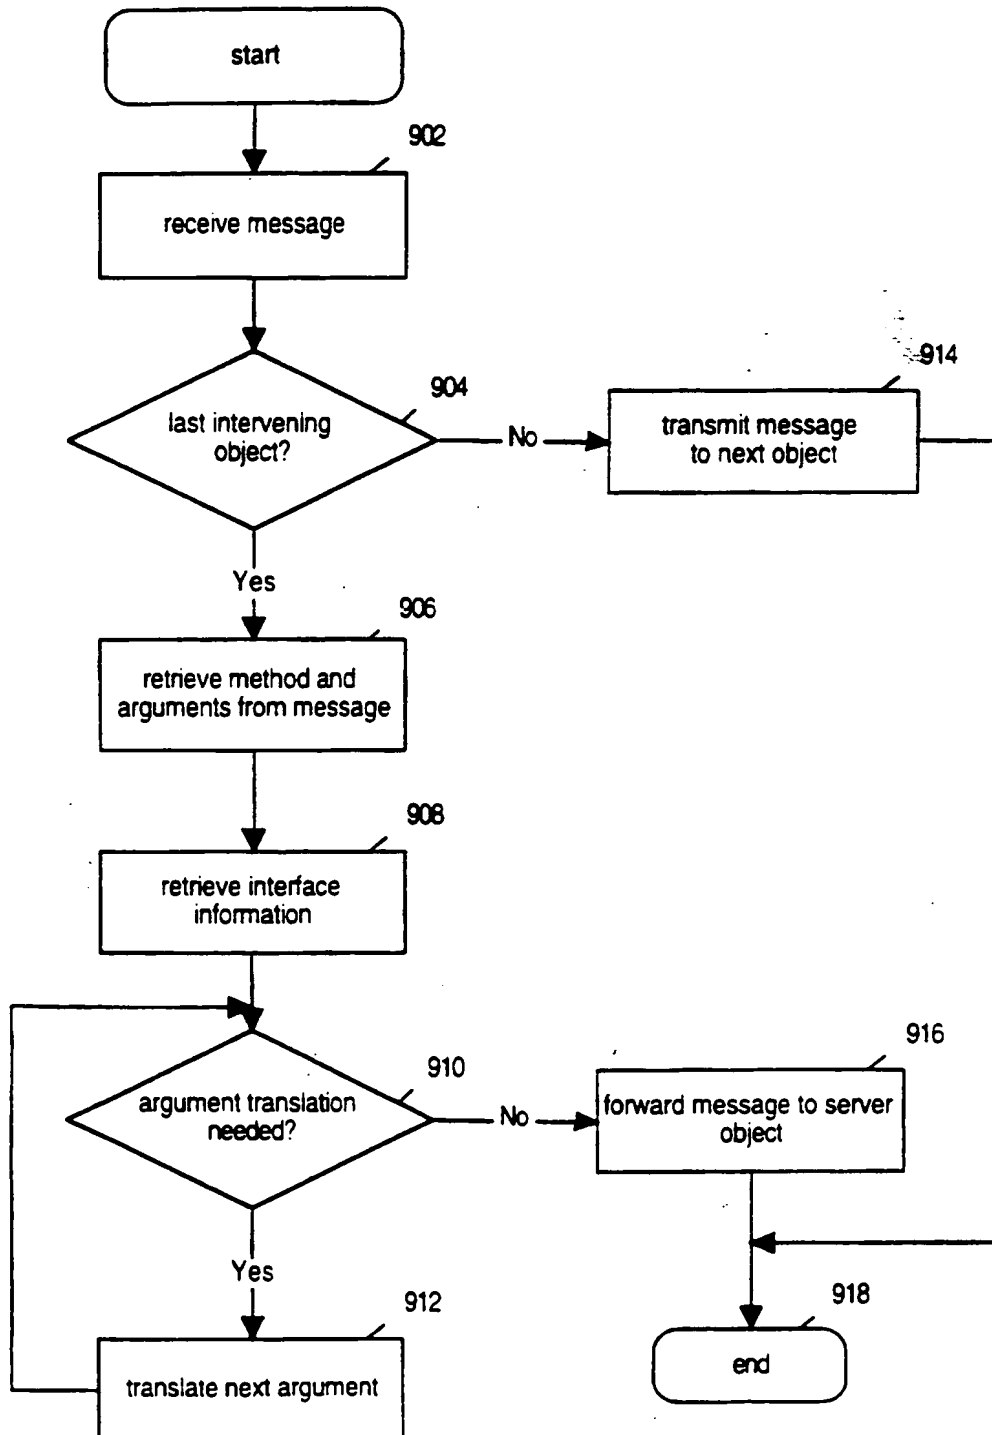 start
902
receive message
904
last intervening
object?
No
914
transmit message
to next object
Yes
906
retrieve method and
arguments from message
908
retrieve interface
information
910
argument translation
needed?
No
916
forward message to server
object
Yes
912
translate next argument
918
end